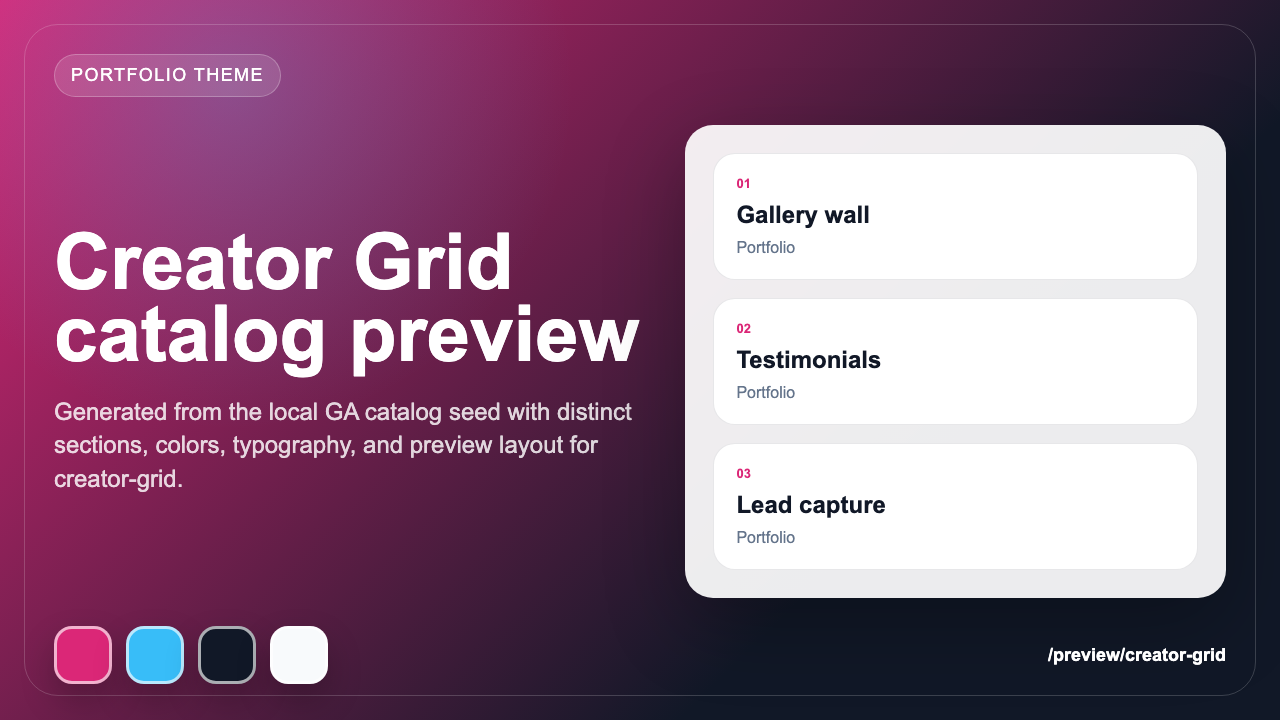 PORTFOLIO THEME
Creator Grid
catalog preview
Generated from the local GA catalog seed with distinct
sections, colors, typography, and preview layout for
creator-grid.
01
Gallery wall
Portfolio
02
Testimonials
Portfolio
03
Lead capture
Portfolio
/preview/creator-grid